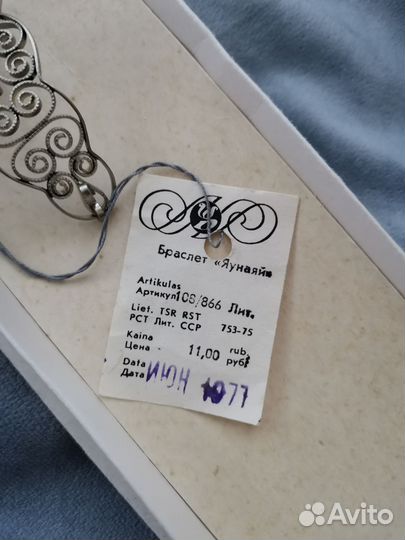 Браслет «Яунаяй»
Artikulas
Артикул 108/866 Лит.
Liet. TSR RST 753-75
РСТ Лит. ССР
Kaina rub.
Цена 11,00 руб.
Data
Дата ИЮН 1977
Avito